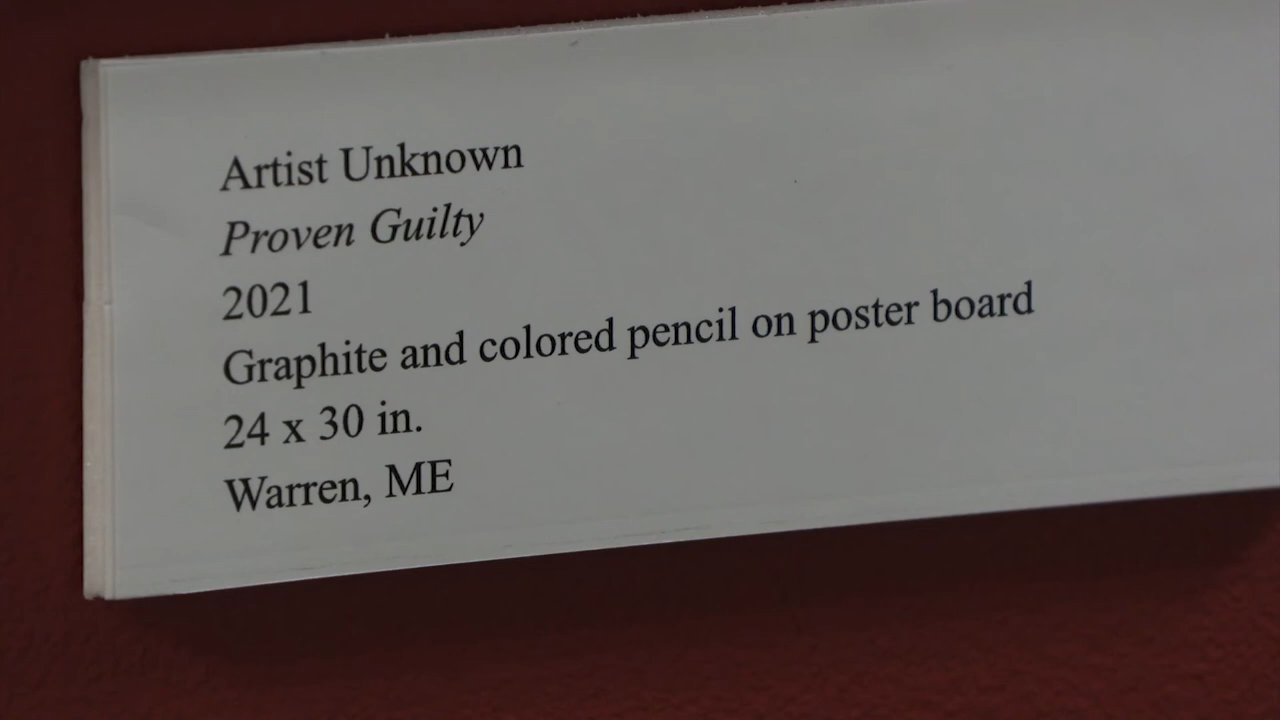 Artist Unknown
Proven Guilty
2021
Graphite and colored pencil on poster board
24 x 30 in.
Warren, ME